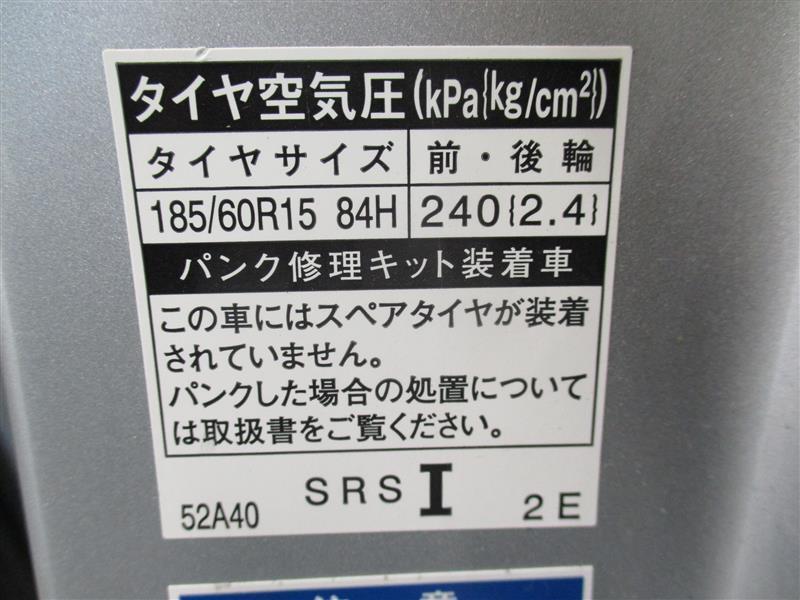 タイヤ空気圧(kPa{kg/cm²})
タイヤサイズ 前・後輪
185/60R15 84H 240{2.4}
パンク修理キット装着車
この車にはスペアタイヤが装着
されていません。
パンクした場合の処置について
は取扱書をご覧ください。
52A40 SRS I 2E
注意